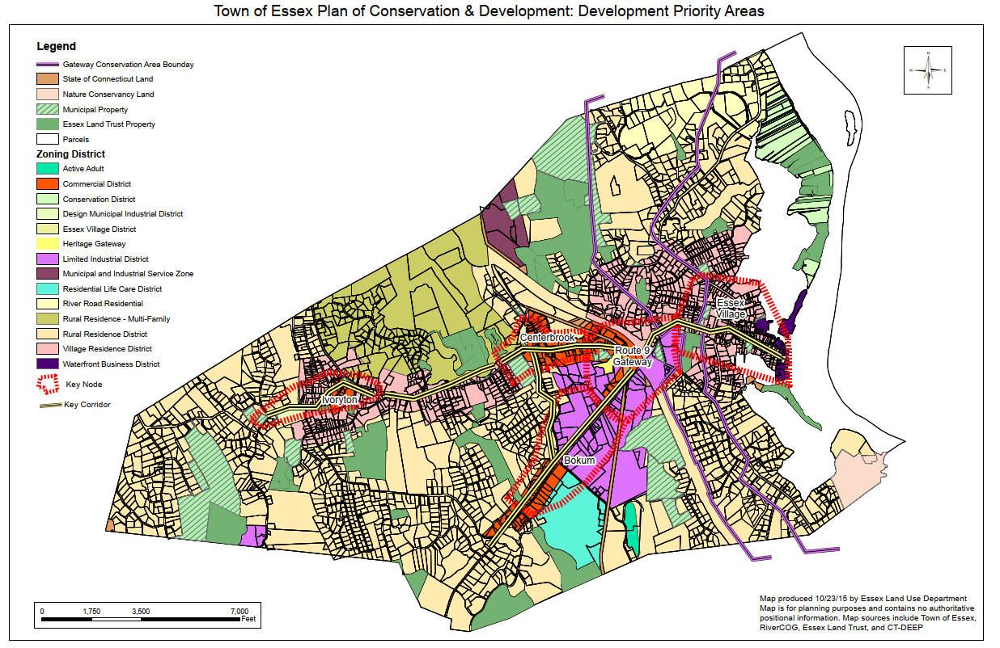 Town of Essex Plan of Conservation & Development: Development Priority Areas
Legend
Gateway Conservation Area Bounday
State of Connecticut Land
Nature Conservancy Land
Municipal Property
Essex Land Trust Property
Parcels
Zoning District
Active Adult
Commercial District
Conservation District
Design Municipal Industrial District
Essex Village District
Heritage Gateway
Limited Industrial District
Municipal and Industrial Service Zone
Residential Life Care District
River Road Residential
Rural Residence - Multi-Family
Rural Residence District
Village Residence District
Waterfront Business District
Key Node
Key Corridor
N
W
E
S
Essex
Village
Centerbrook
Route 9
Gateway
Ivoryton
Bokum
0
1,750
3,500
7,000
Feet
Map produced 10/23/15 by Essex Land Use Department
Map is for planning purposes and contains no authoritative
positional information. Map sources include Town of Essex,
RiverCOG, Essex Land Trust, and CT-DEEP